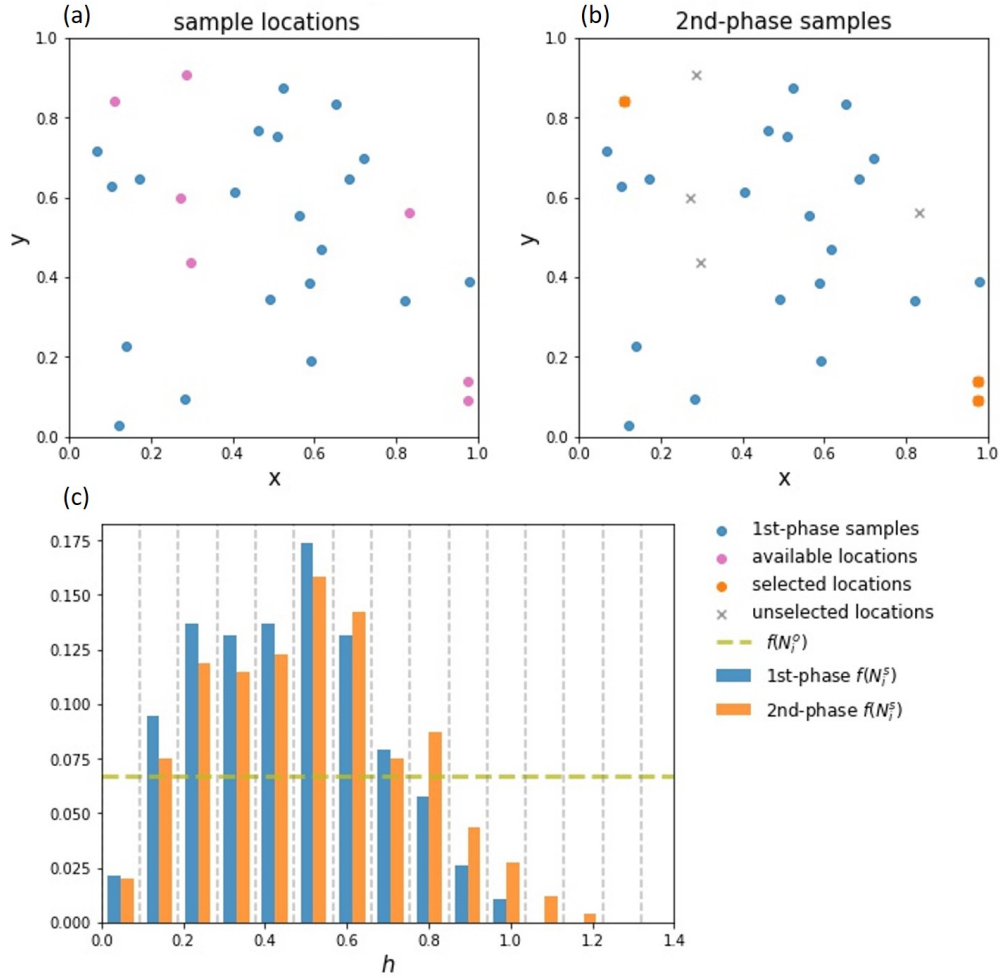 (a)
sample locations
1.0
0.8
0.6
0.4
0.2
0.0
y
0.0 0.2 0.4 0.6 0.8 1.0
x
(b)
2nd-phase samples
1.0
0.8
0.6
0.4
0.2
0.0
y
0.0 0.2 0.4 0.6 0.8 1.0
x
(c)
0.175
0.150
0.125
0.100
0.075
0.050
0.025
0.000
0.0 0.2 0.4 0.6 0.8 1.0 1.2 1.4
h
1st-phase samples
available locations
selected locations
unselected locations
f(N_i^o)
1st-phase f(N_i^s)
2nd-phase f(N_i^s)